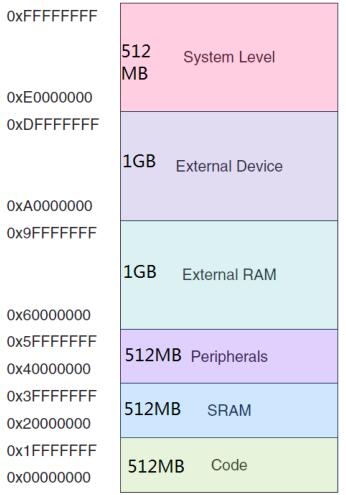 0xFFFFFFFF
512
MB
System Level
0xE0000000
0xDFFFFFFF
1GB
External Device
0xA0000000
0x9FFFFFFF
1GB
External RAM
0x60000000
0x5FFFFFFF
512MB Peripherals
0x40000000
0x3FFFFFFF
512MB SRAM
0x20000000
0x1FFFFFFF
512MB Code
0x00000000